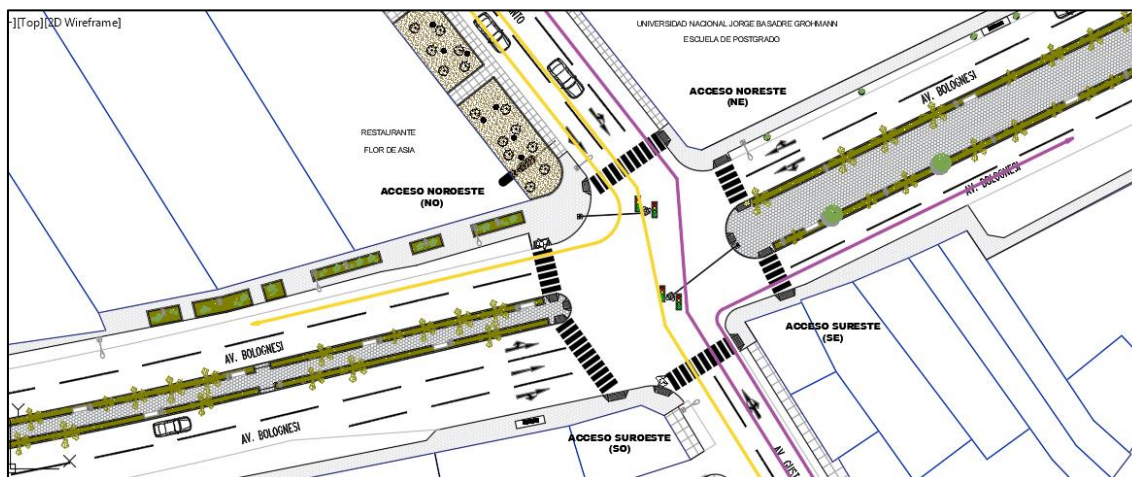 -][Top][2D Wireframe]
UNIVERSIDAD NACIONAL JORGE BASADRE GROHMANN
ESCUELA DE POSTGRADO
ACCESO NORESTE
(NE)
AV. BOLOGNESI
RESTAURANTE
FLOR DE ASIA
ACCESO NOROESTE
(NO)
AV. BOLOGNESI
ACCESO SURESTE
(SE)
AV. BOLOGNESI
Y
AV. BOLOGNESI
X
ACCESO SUROESTE
(SO)